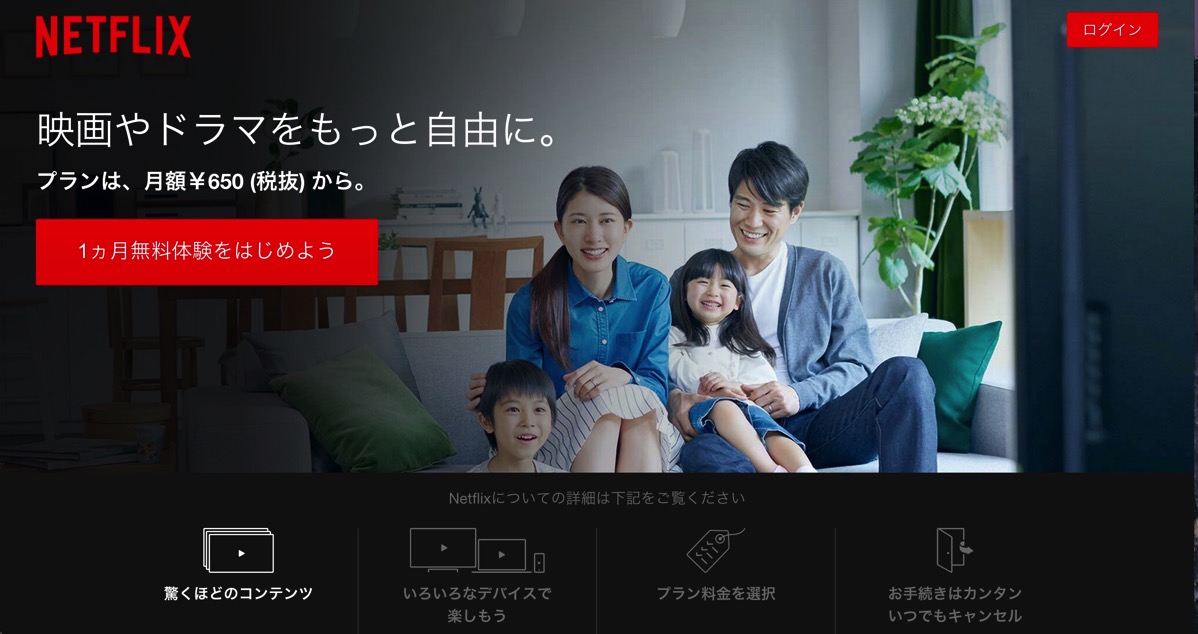 NETFLIX
ログイン
映画やドラマをもっと自由に。
プランは、月額￥650 (税抜) から。
1ヵ月無料体験をはじめよう
Netflixについての詳細は下記をご覧ください
驚くほどのコンテンツ
いろいろなデバイスで
楽しもう
プラン料金を選択
お手続きはカンタン
いつでもキャンセル